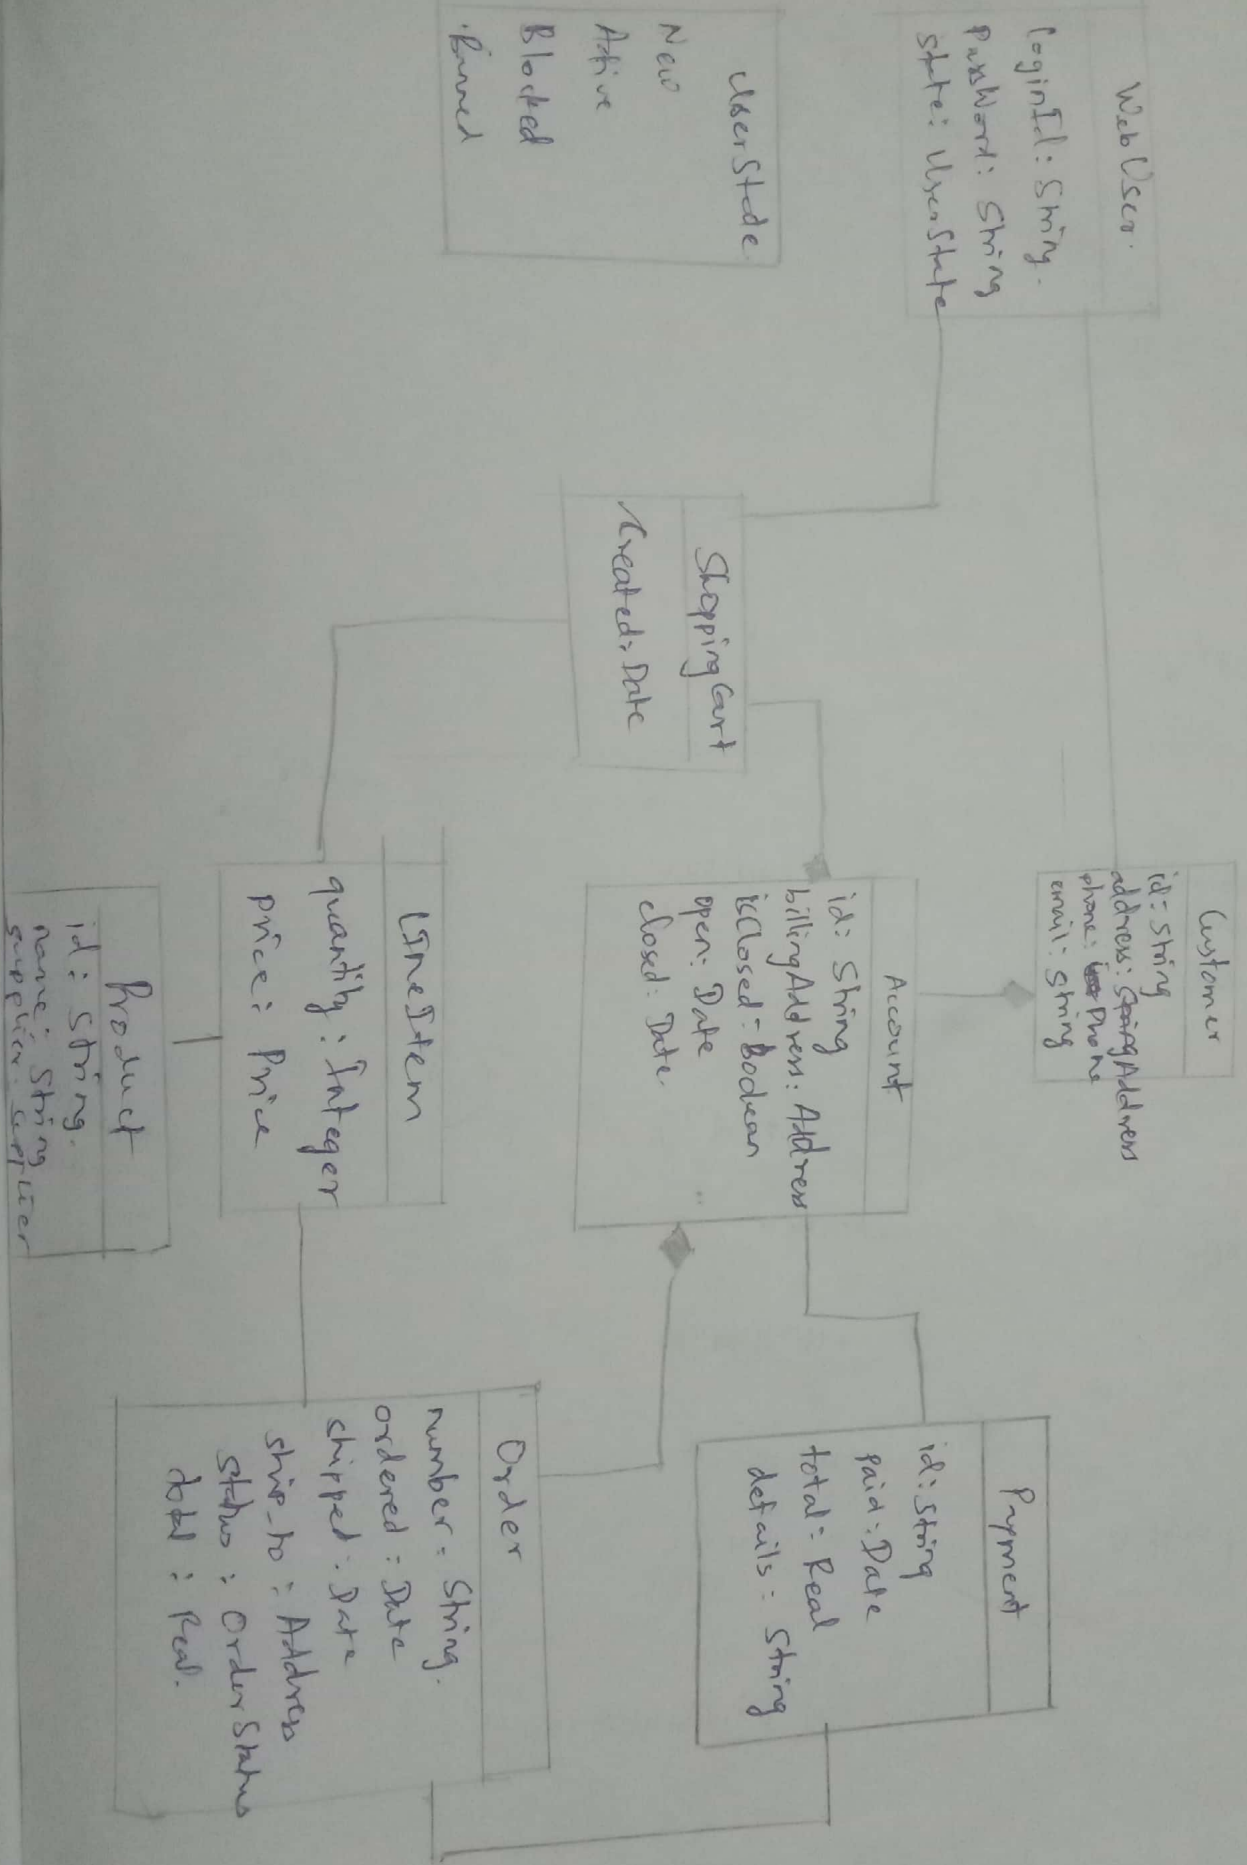 WebUser.
loginId: String.
PassWord: String
state: UserState
UserState
New
Active
Blocked
Banned
Customer
id: String
address: String Address
phone: Phone
email: String
ShoppingCart
Created: Date
Account
id: String
billingAddress: Address
isClosed: Boolean
open: Date
closed: Date
Payment
id: String
paid: Date
total: Real
details: String
LineItem
quantity: Integer
price: Price
Order
number: String.
ordered: Date
shipped: Date
ship_to: Address
status: OrderStatus
total: Real.
Product
id: String.
name: String
supplier: supplier